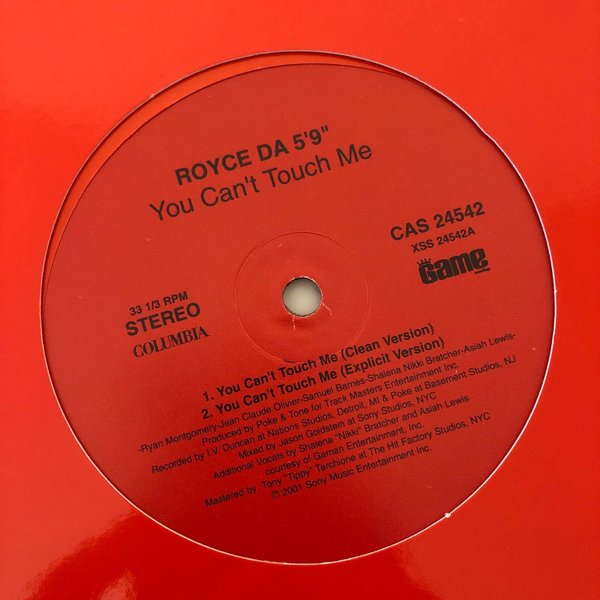 ROYCE DA 5'9"
You Can't Touch Me
CAS 24542
XSS 24542A
Game
33 1/3 RPM
STEREO
COLUMBIA
1. You Can't Touch Me (Clean Version)
2. You Can't Touch Me (Explicit Version)
-Ryan Montgomery-Jean Claude Olivier-Samuel Barnes-Shalena Nikki Bratcher-Asiah Lewis-
Produced by Poke & Tone for Track Masters Entertainment Inc.
Recorded by I.V. Duncan at Nations Studios, Detroit, MI & Poke at Basement Studios, NJ
Mixed by Jason Goldstein at Sony Studios, NYC
Additional Vocals by Shalena "Nikki" Bratcher and Asiah Lewis
courtesy of Gaman Entertainment, Inc.
Mastered by Tony "Tippy" Tarchione at The Hit Factory Studios, NYC
℗ 2001 Sony Music Entertainment Inc.